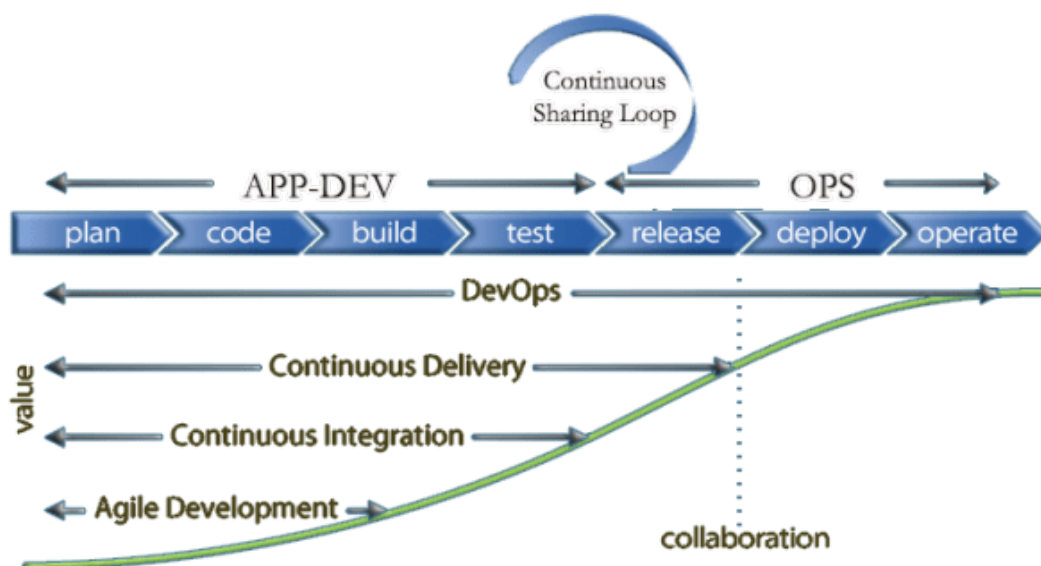 Continuous
Sharing Loop
APP-DEV
OPS
plan
code
build
test
release
deploy
operate
DevOps
Continuous Delivery
value
Continuous Integration
Agile Development
collaboration